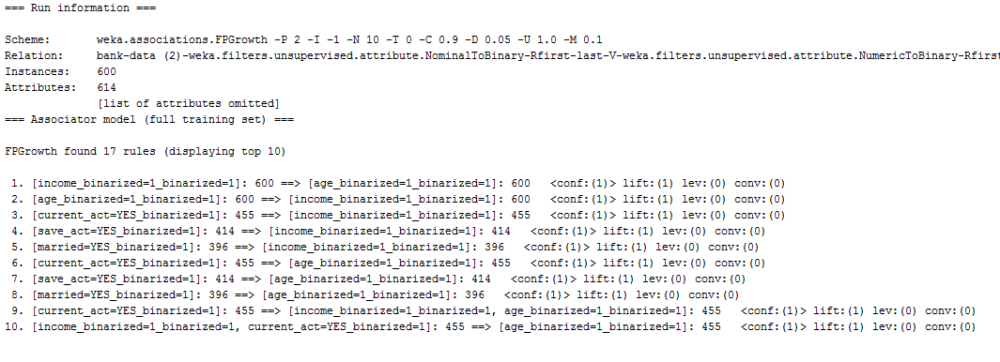 === Run information ===
Scheme: weka.associations.FPGrowth -P 2 -I -1 -N 10 -T 0 -C 0.9 -D 0.05 -U 1.0 -M 0.1
Relation: bank-data (2)-weka.filters.unsupervised.attribute.NominalToBinary-Rfirst-last-V-weka.filters.unsupervised.attribute.NumericToBinary-Rfirst
Instances: 600
Attributes: 614
[list of attributes omitted]
=== Associator model (full training set) ===
FPGrowth found 17 rules (displaying top 10)
1. [income_binarized=1_binarized=1]: 600 ==> [age_binarized=1_binarized=1]: 600 <conf:(1)> lift:(1) lev:(0) conv:(0)
2. [age_binarized=1_binarized=1]: 600 ==> [income_binarized=1_binarized=1]: 600 <conf:(1)> lift:(1) lev:(0) conv:(0)
3. [current_act=YES_binarized=1]: 455 ==> [income_binarized=1_binarized=1]: 455 <conf:(1)> lift:(1) lev:(0) conv:(0)
4. [save_act=YES_binarized=1]: 414 ==> [income_binarized=1_binarized=1]: 414 <conf:(1)> lift:(1) lev:(0) conv:(0)
5. [married=YES_binarized=1]: 396 ==> [income_binarized=1_binarized=1]: 396 <conf:(1)> lift:(1) lev:(0) conv:(0)
6. [current_act=YES_binarized=1]: 455 ==> [age_binarized=1_binarized=1]: 455 <conf:(1)> lift:(1) lev:(0) conv:(0)
7. [save_act=YES_binarized=1]: 414 ==> [age_binarized=1_binarized=1]: 414 <conf:(1)> lift:(1) lev:(0) conv:(0)
8. [married=YES_binarized=1]: 396 ==> [age_binarized=1_binarized=1]: 396 <conf:(1)> lift:(1) lev:(0) conv:(0)
9. [current_act=YES_binarized=1]: 455 ==> [income_binarized=1_binarized=1, age_binarized=1_binarized=1]: 455 <conf:(1)> lift:(1) lev:(0) conv:(0)
10. [income_binarized=1_binarized=1, current_act=YES_binarized=1]: 455 ==> [age_binarized=1_binarized=1]: 455 <conf:(1)> lift:(1) lev:(0) conv:(0)